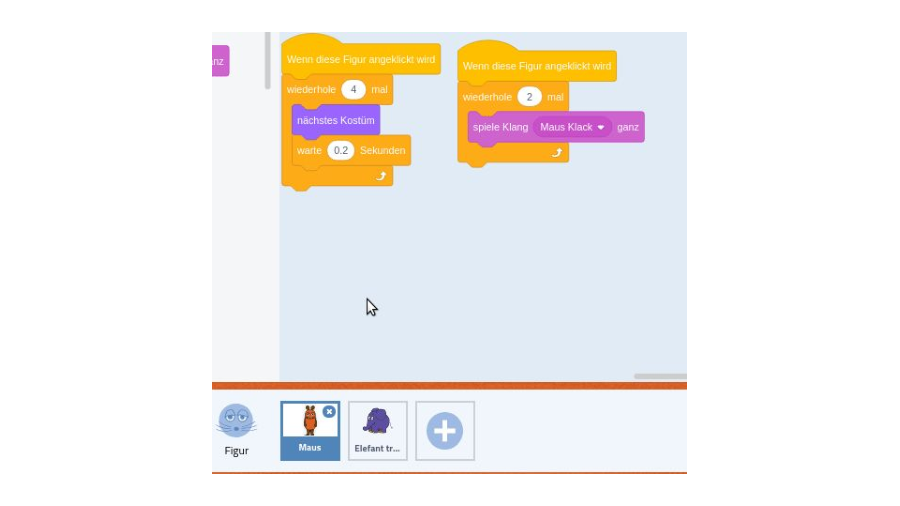 anz
Wenn diese Figur angeklickt wird
wiederhole 4 mal
nächstes Kostüm
warte 0.2 Sekunden
Wenn diese Figur angeklickt wird
wiederhole 2 mal
spiele Klang Maus Klack ganz
Figur
Maus
Elefant tr...